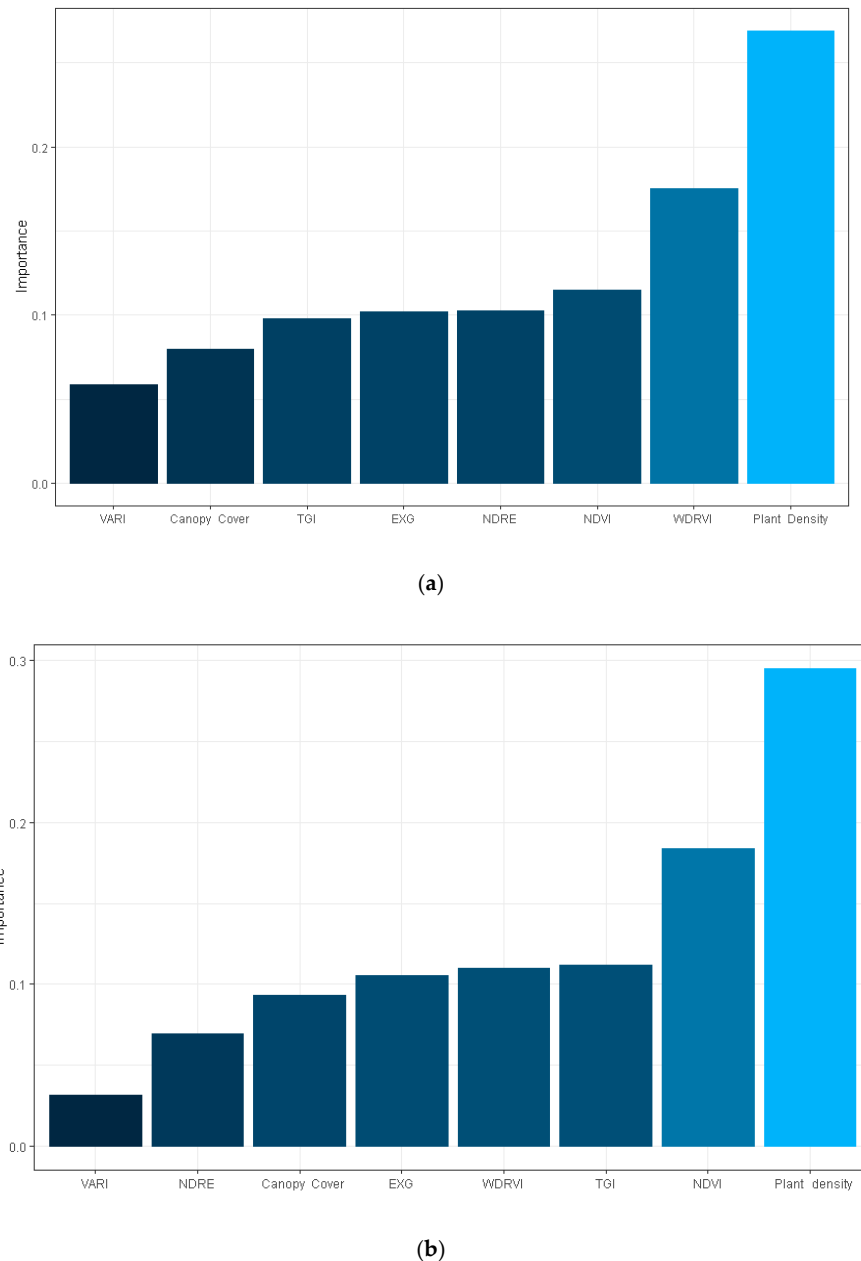 0.2
0.1
0.0
Importance
VARI Canopy Cover TGI EXG NDRE NDVI WDRVI Plant Density
(a)
0.3
0.2
0.1
0.0
Importance
VARI NDRE Canopy Cover EXG WDRVI TGI NDVI Plant density
(b)